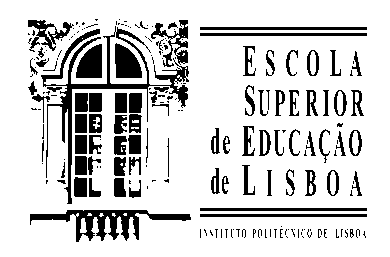 ESCOLA
SUPERIOR
de EDUCAÇÃO
de LISBOA
INSTITUTO POLITÉCNICO DE LISBOA